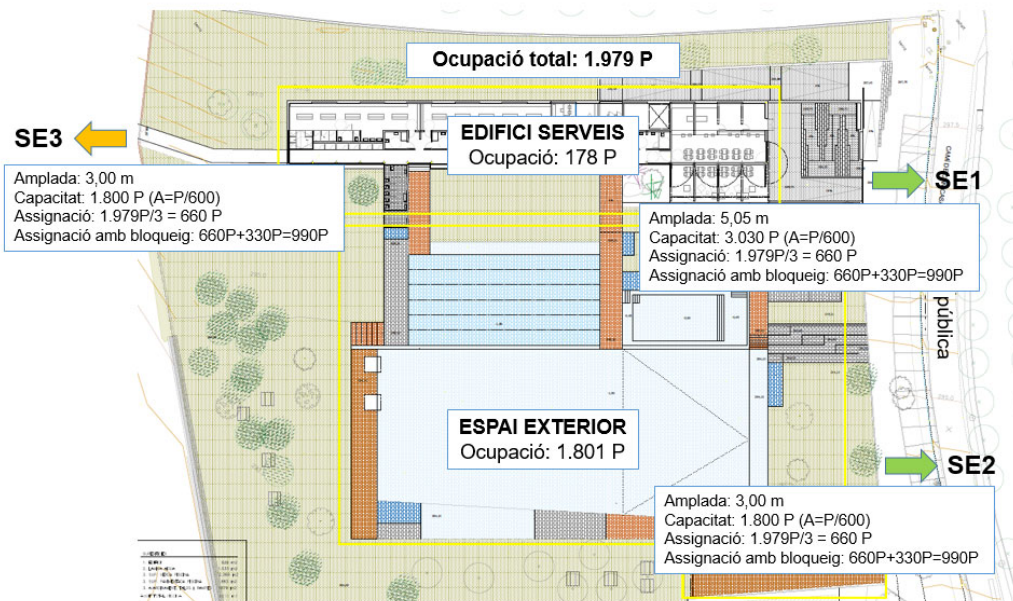 Ocupació total: 1.979 P
EDIFICI SERVEIS
Ocupació: 178 P
SE3
Amplada: 3,00 m
Capacitat: 1.800 P (A=P/600)
Assignació: 1.979P/3 = 660 P
Assignació amb bloqueig: 660P+330P=990P
SE1
Amplada: 5,05 m
Capacitat: 3.030 P (A=P/600)
Assignació: 1.979P/3 = 660 P
Assignació amb bloqueig: 660P+330P=990P
pública
ESPAI EXTERIOR
Ocupació: 1.801 P
SE2
Amplada: 3,00 m
Capacitat: 1.800 P (A=P/600)
Assignació: 1.979P/3 = 660 P
Assignació amb bloqueig: 660P+330P=990P